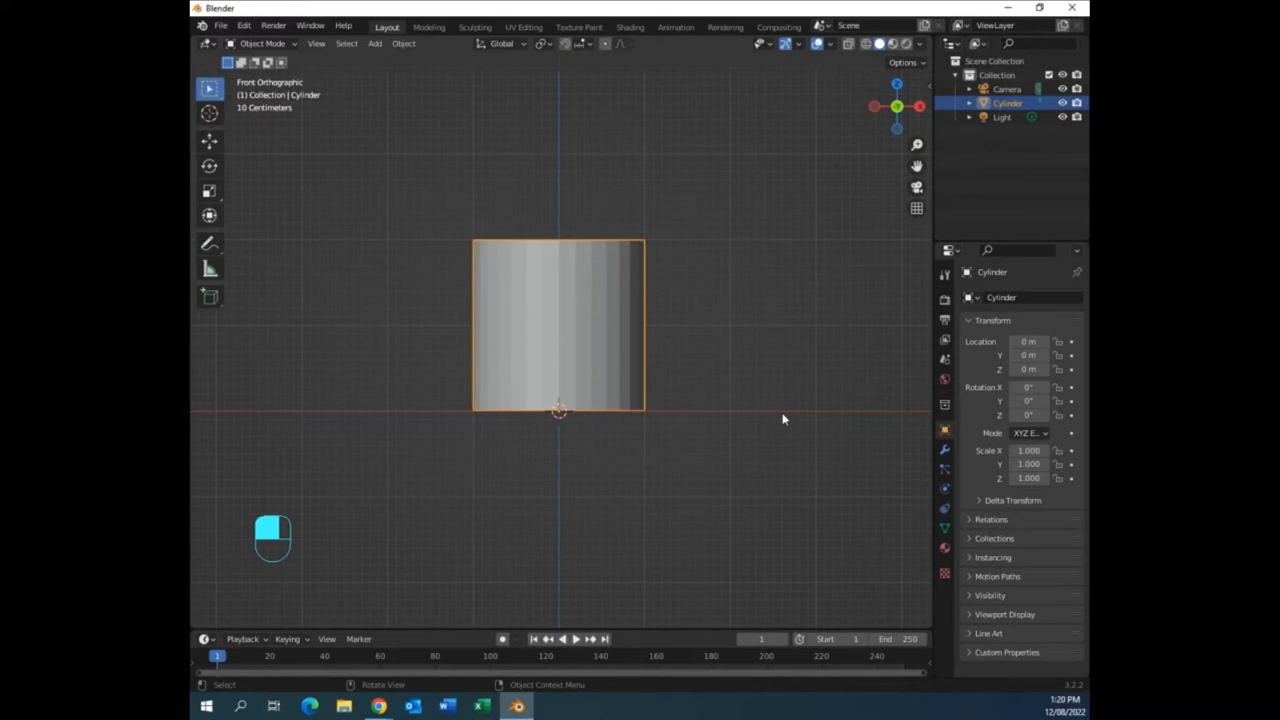 Blender
File Edit Render Window Help Layout Modeling Sculpting UV Editing Texture Paint Shading Animation Rendering Compositing Scene ViewLayer
Object Mode View Select Add Object Global
Options
Front Orthographic
(1) Collection | Cylinder
10 Centimeters
Z
X
Y
Scene Collection
Collection
Camera
Cylinder
Light
Cylinder
Cylinder
Transform
Location 0 m
Y 0 m
Z 0 m
Rotation X 0°
Y 0°
Z 0°
Mode XYZ E...
Scale X 1.000
Y 1.000
Z 1.000
Delta Transform
Relations
Collections
Instancing
Motion Paths
Visibility
Viewport Display
Line Art
Custom Properties
Playback Keying View Marker 1 Start 1 End 250
1 20 40 60 80 100 120 140 160 180 200 220 240
Select Rotate View Object Context Menu 3.2.2
1:20 PM
12/08/2022